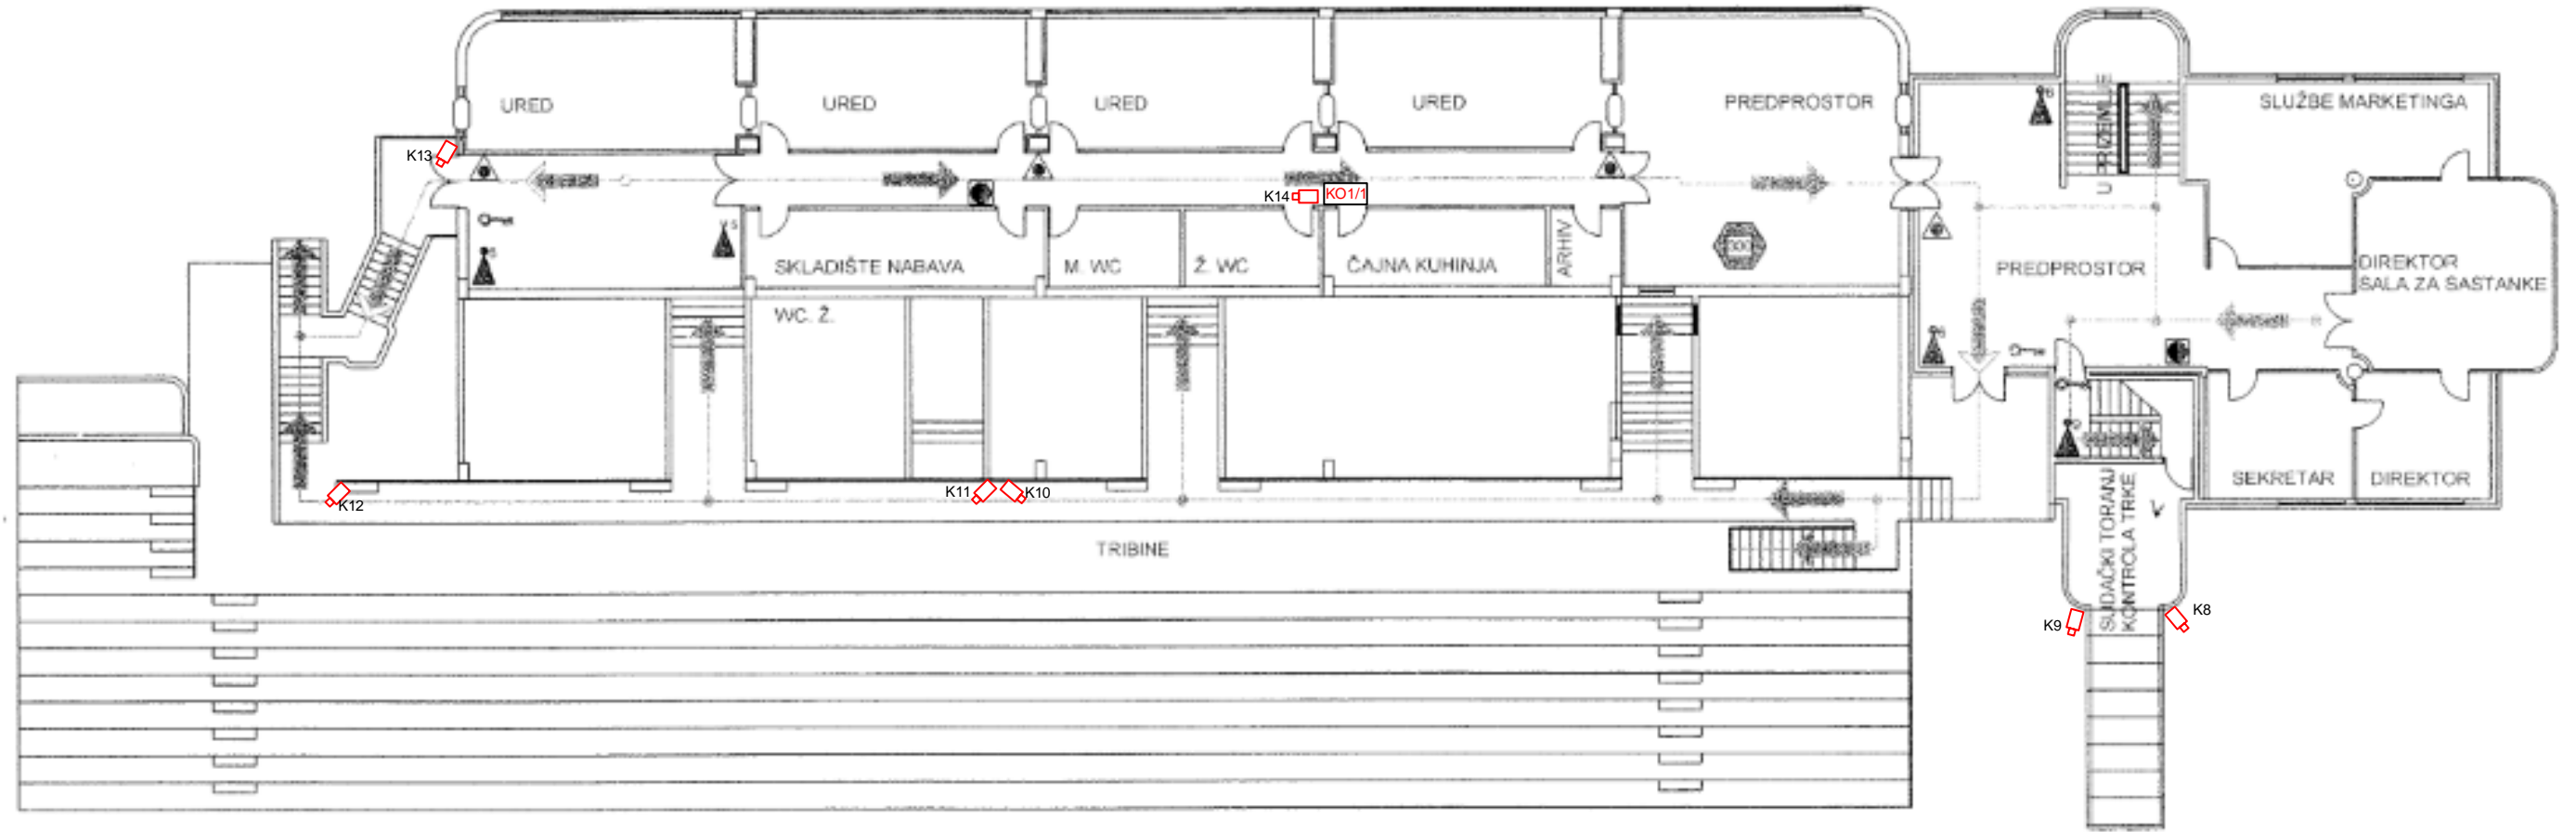 URED
URED
URED
URED
PREDPROSTOR
U PRIZEMLJE
SLUŽBE MARKETINGA
K13
K14
KO1/1
SKLADIŠTE NABAVA
M. WC
Ž. WC
ČAJNA KUHINJA
ARHIV
PREDPROSTOR
DIREKTOR
SALA ZA SASTANKE
WC. Ž.
K12
K11
K10
SEKRETAR
DIREKTOR
TRIBINE
SUDAČKI TORANJ
KONTROLA TRKE
K9
K8